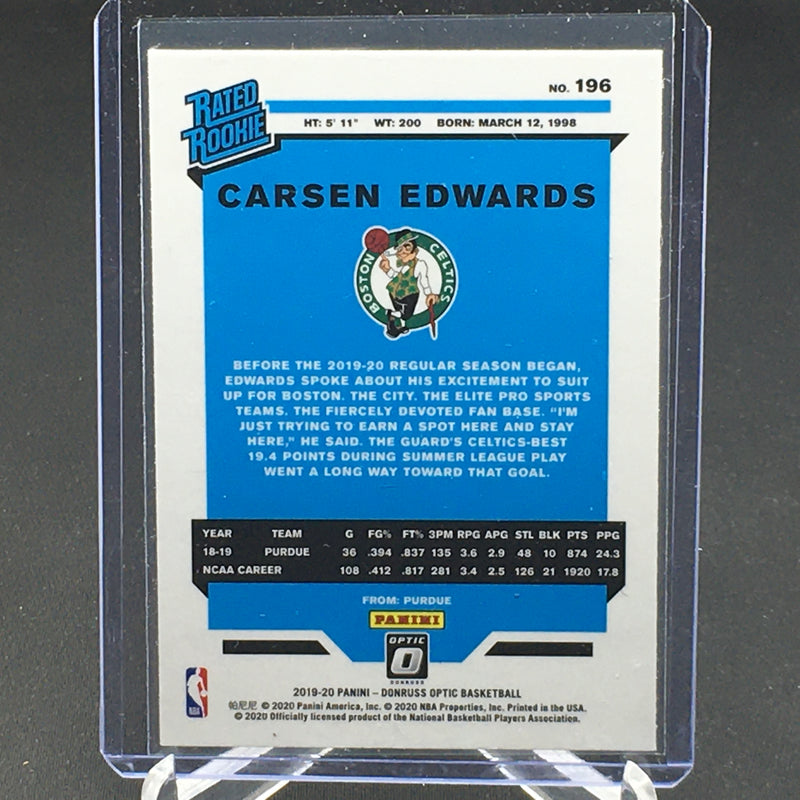 NO. 196
RATED
ROOKIE
HT: 5' 11" WT: 200 BORN: MARCH 12, 1998
CARSEN EDWARDS
BOSTON CELTICS
BEFORE THE 2019-20 REGULAR SEASON BEGAN,
EDWARDS SPOKE ABOUT HIS EXCITEMENT TO SUIT
UP FOR BOSTON. THE CITY. THE ELITE PRO SPORTS
TEAMS. THE FIERCELY DEVOTED FAN BASE. "I'M
JUST TRYING TO EARN A SPOT HERE AND STAY
HERE," HE SAID. THE GUARD'S CELTICS-BEST
19.4 POINTS DURING SUMMER LEAGUE PLAY
WENT A LONG WAY TOWARD THAT GOAL.
YEAR TEAM G FG% FT% 3PM RPG APG STL BLK PTS PPG
18-19 PURDUE 36 .394 .837 135 3.6 2.9 48 10 874 24.3
NCAA CAREER 108 .412 .817 281 3.4 2.5 126 21 1920 17.8
FROM: PURDUE
PANINI
OPTIC
O
DONRUSS
NBA
2019-20 PANINI – DONRUSS OPTIC BASKETBALL
帕尼尼 © 2020 Panini America, Inc. © 2020 NBA Properties, Inc. Printed in the USA.
© 2020 Officially licensed product of the National Basketball Players Association.